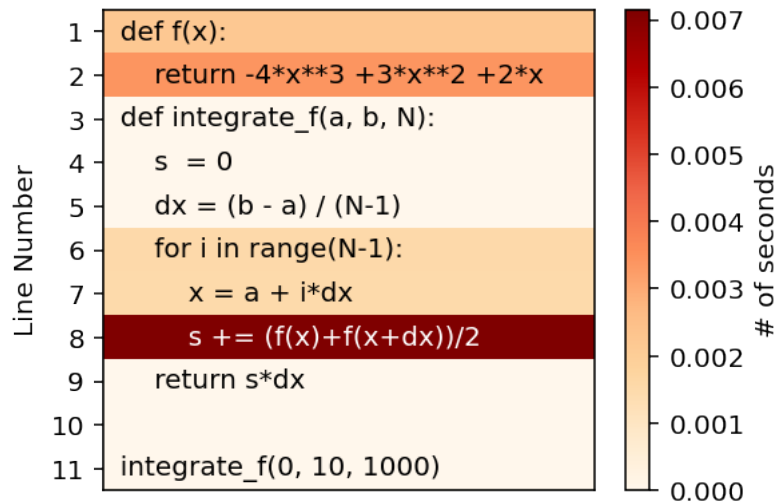 Line Number
1 def f(x):
2 return -4*x**3 +3*x**2 +2*x
3 def integrate_f(a, b, N):
4 s  = 0
5 dx = (b - a) / (N-1)
6 for i in range(N-1):
7 x = a + i*dx
8 s += (f(x)+f(x+dx))/2
9 return s*dx
10
11 integrate_f(0, 10, 1000)
0.007
0.006
0.005
0.004
0.003
0.002
0.001
0.000
# of seconds